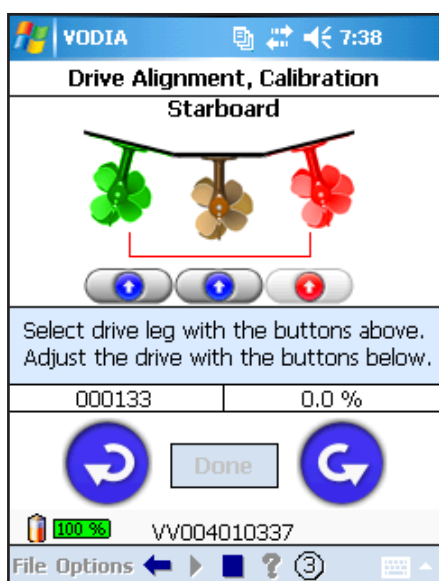 VODIA 7:38
Drive Alignment, Calibration
Starboard
Select drive leg with the buttons above.
Adjust the drive with the buttons below.
000133 0.0 %
Done
100 % VV004010337
File Options ? 3